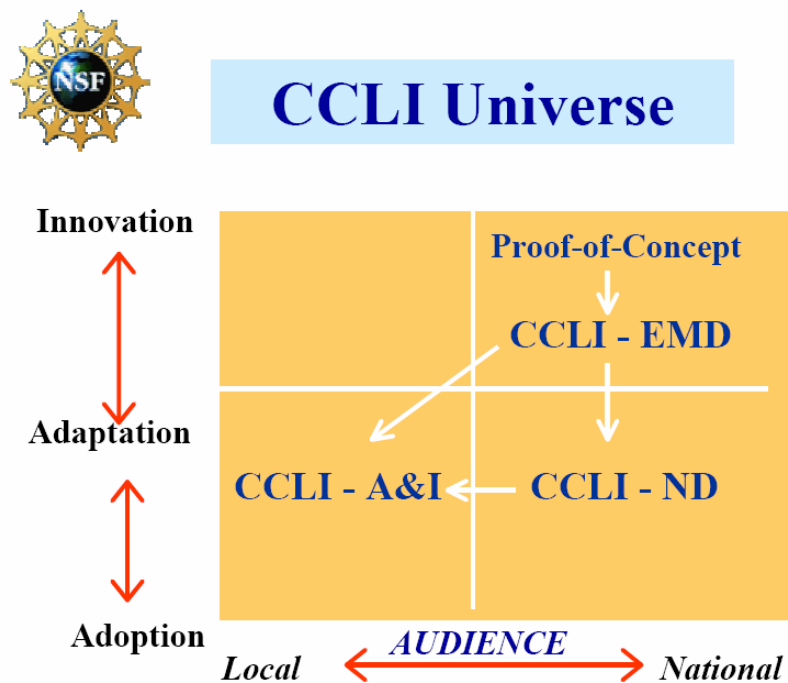 NSF
CCLI Universe
Innovation
Proof-of-Concept
CCLI - EMD
Adaptation
CCLI - A&I
CCLI - ND
Adoption
AUDIENCE
Local
National